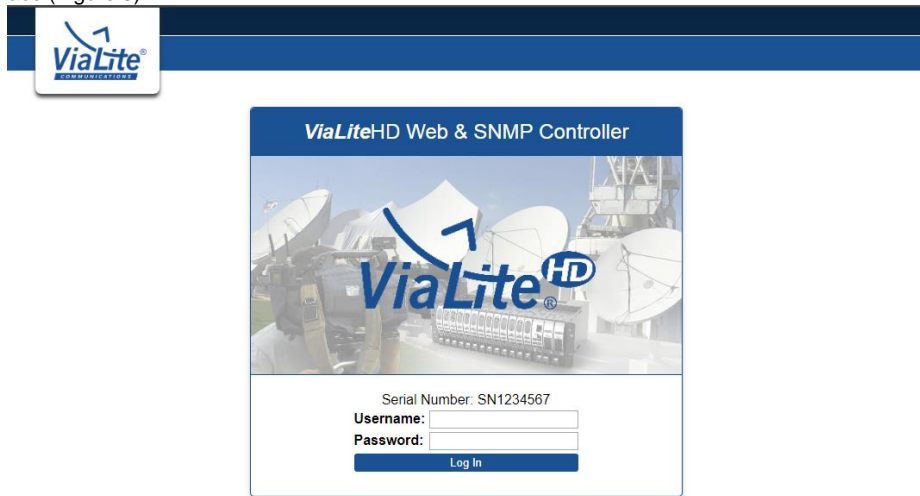 ViaLite®
COMMUNICATIONS
ViaLiteHD Web & SNMP Controller
ViaLite® HD
Serial Number: SN1234567
Username:
Password:
Log In